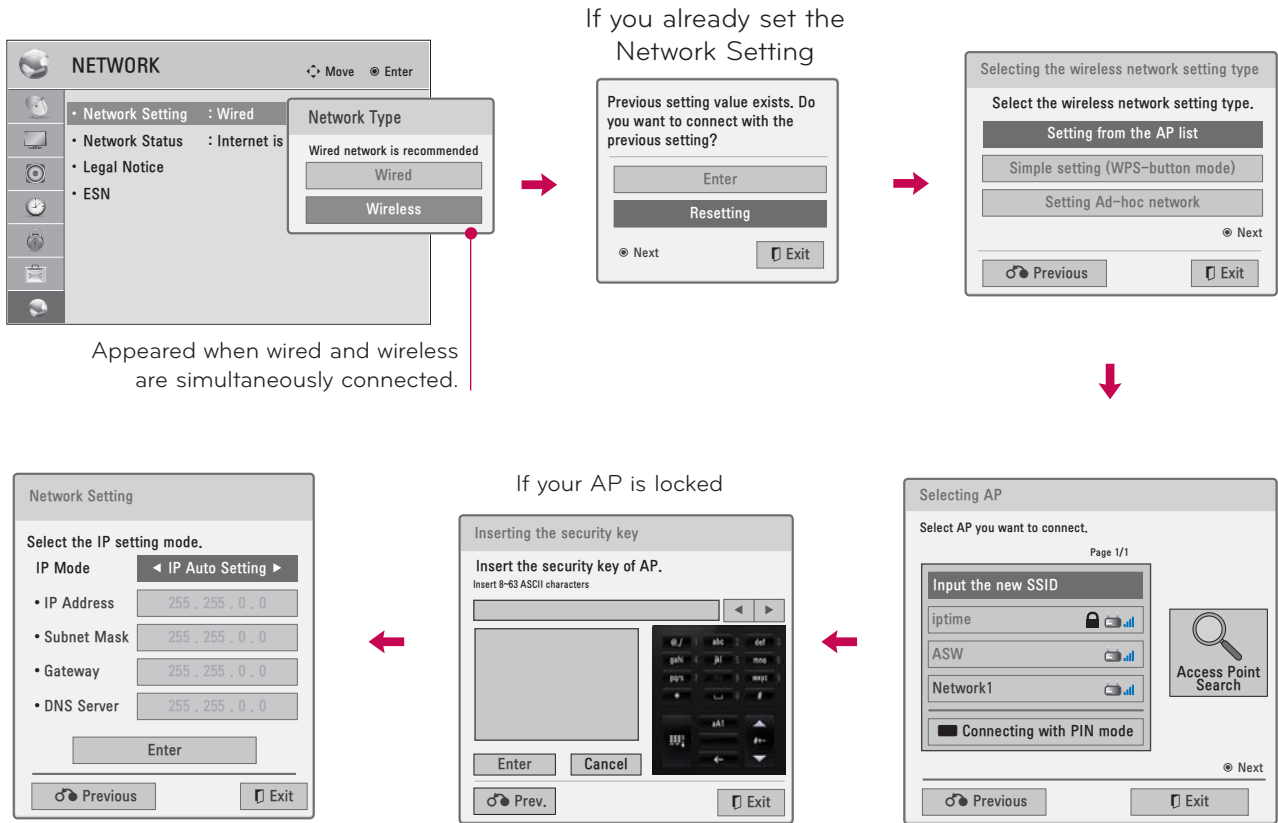 If you already set the
Network Setting
NETWORK
Move
Enter
• Network Setting : Wired
• Network Status : Internet is
• Legal Notice
• ESN
Network Type
Wired network is recommended
Wired
Wireless
Appeared when wired and wireless
are simultaneously connected.
Previous setting value exists. Do
you want to connect with the
previous setting?
Enter
Resetting
Next
Exit
Selecting the wireless network setting type
Select the wireless network setting type.
Setting from the AP list
Simple setting (WPS-button mode)
Setting Ad-hoc network
Next
Previous
Exit
Selecting AP
Select AP you want to connect.
Page 1/1
Input the new SSID
iptime
ASW
Network1
Connecting with PIN mode
Access Point
Search
Next
Previous
Exit
If your AP is locked
Inserting the security key
Insert the security key of AP.
Insert 8~63 ASCII characters
abc 2 def
4 jkl 5 mno
aA1
Enter
Cancel
Prev.
Exit
Network Setting
Select the IP setting mode.
IP Mode ◄ IP Auto Setting ►
• IP Address 255 . 255 . 0 . 0
• Subnet Mask 255 . 255 . 0 . 0
• Gateway 255 . 255 . 0 . 0
• DNS Server 255 . 255 . 0 . 0
Enter
Previous
Exit